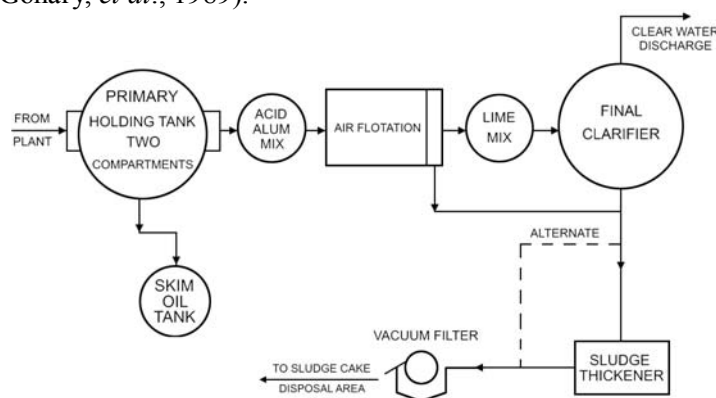 Gohary, et al., 1989).
CLEAR WATER
DISCHARGE
FROM
PLANT
PRIMARY
HOLDING TANK
TWO
COMPARTMENTS
ACID
ALUM
MIX
AIR FLOTATION
LIME
MIX
FINAL
CLARIFIER
SKIM
OIL
TANK
ALTERNATE
VACUUM FILTER
TO SLUDGE CAKE
DISPOSAL AREA
SLUDGE
THICKENER